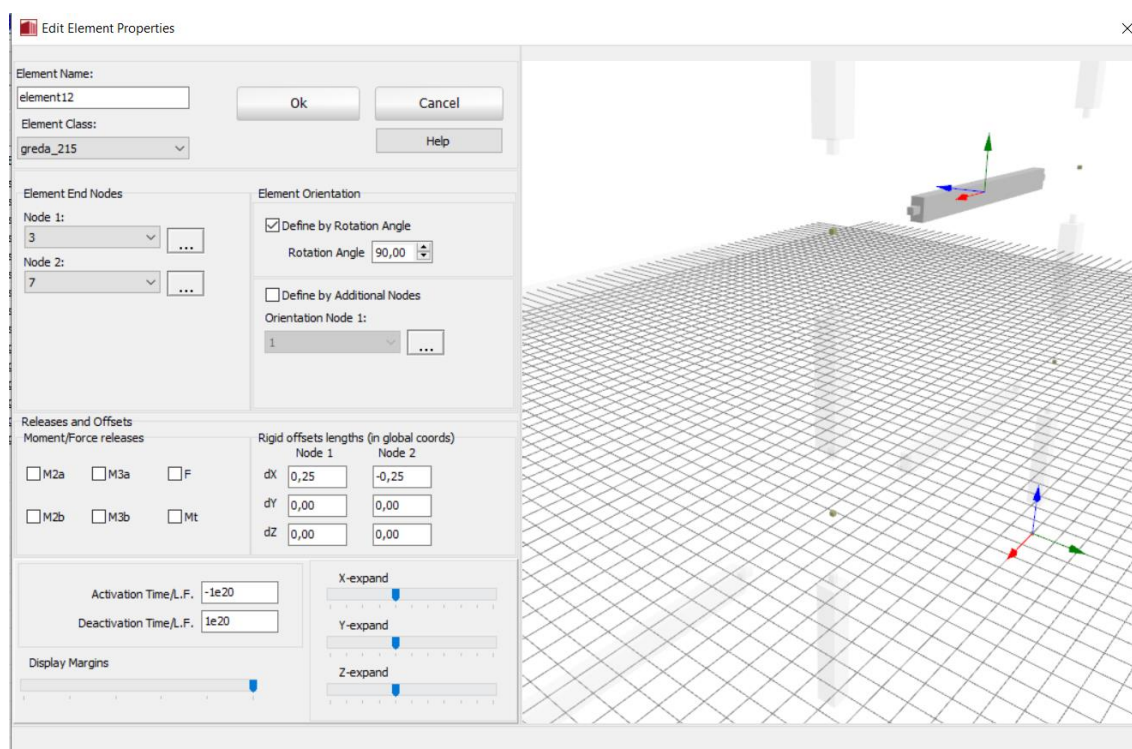 Edit Element Properties
Element Name:
element12
Ok
Cancel
Element Class:
Help
greda_215
Element End Nodes
Node 1:
3
...
Node 2:
7
...
Element Orientation
Define by Rotation Angle
Rotation Angle 90,00
Define by Additional Nodes
Orientation Node 1:
1
...
Releases and Offsets
Moment/Force releases
M2a M3a F
M2b M3b Mt
Rigid offsets lengths (in global coords)
Node 1 Node 2
dX 0,25 -0,25
dY 0,00 0,00
dZ 0,00 0,00
Activation Time/L.F. -1e20
Deactivation Time/L.F. 1e20
Display Margins
X-expand
Y-expand
Z-expand